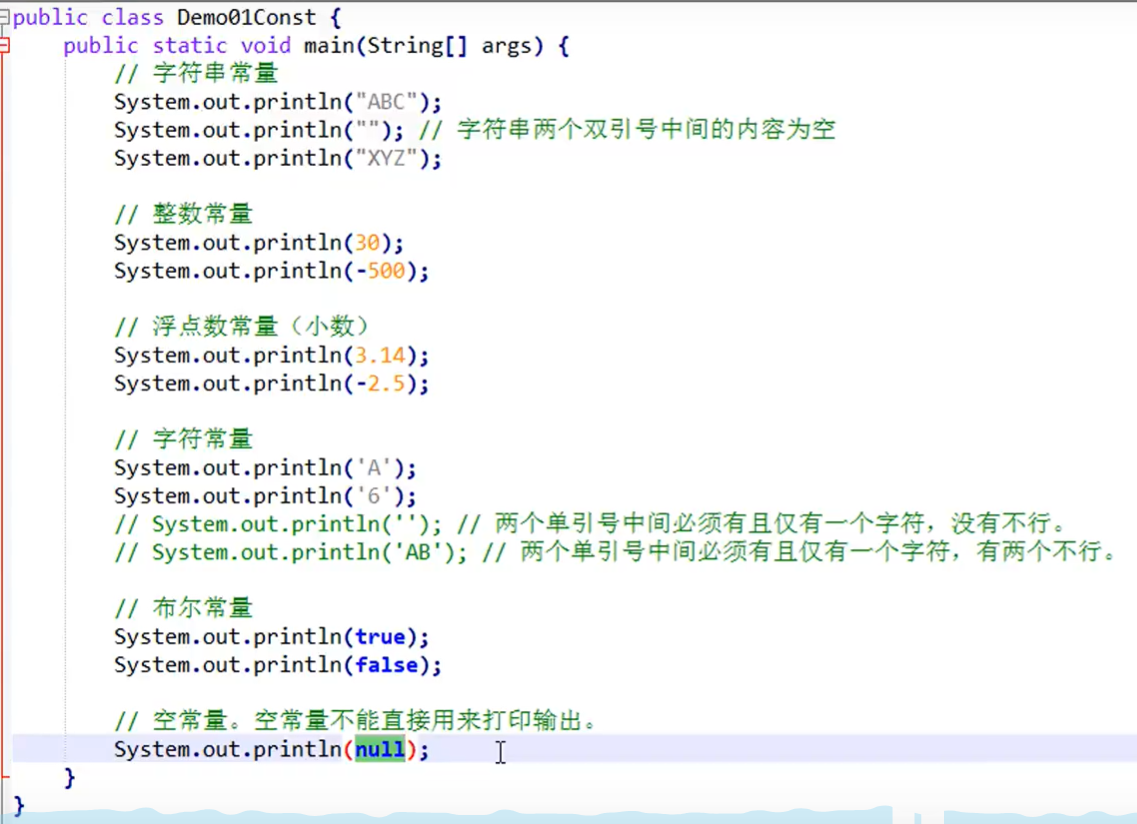 public class Demo01Const {
public static void main(String[] args) {
// 字符串常量
System.out.println("ABC");
System.out.println(""); // 字符串两个双引号中间的内容为空
System.out.println("XYZ");
// 整数常量
System.out.println(30);
System.out.println(-500);
// 浮点数常量（小数）
System.out.println(3.14);
System.out.println(-2.5);
// 字符常量
System.out.println('A');
System.out.println('6');
// System.out.println(''); // 两个单引号中间必须有且仅有一个字符，没有不行。
// System.out.println('AB'); // 两个单引号中间必须有且仅有一个字符，有两个不行。
// 布尔常量
System.out.println(true);
System.out.println(false);
// 空常量。空常量不能直接用来打印输出。
System.out.println(null);
}
}